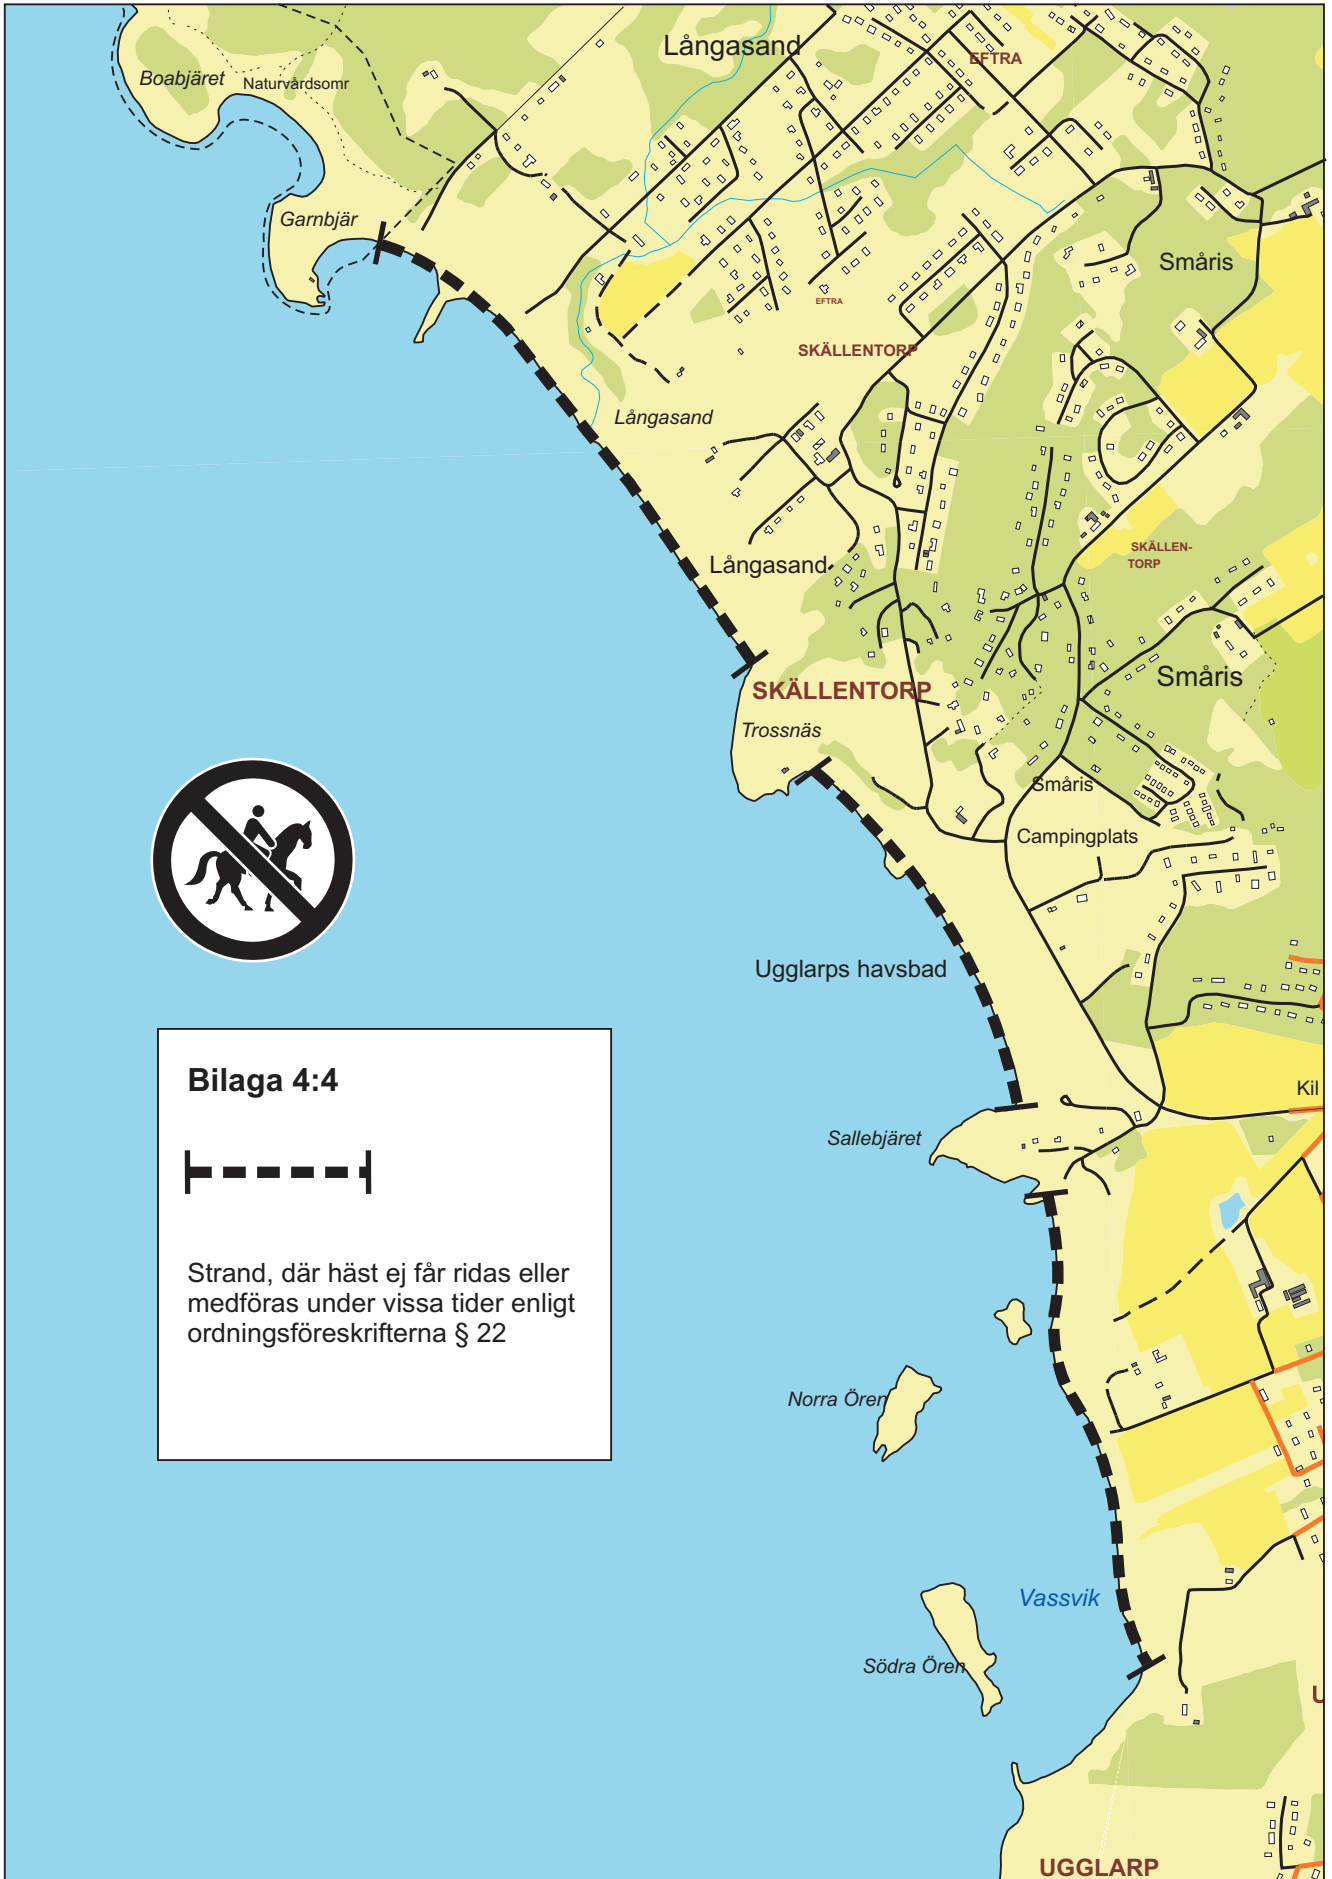 Långasand
EFTRA
Boabjäret
Naturvårdsomr
Garnbjär
Småris
EFTRA
SKÄLLENTORP
Långasand
SKÄLLEN-
TORP
Långasand
Småris
SKÄLLENTORP
Trossnäs
Småris
Campingplats
Ugglarps havsbad
Bilaga 4:4
Kil
Sallebjäret
Strand, där häst ej får ridas eller
medföras under vissa tider enligt
ordningsföreskrifterna § 22
Norra Ören
Vassvik
Södra Ören
U
UGGLARP